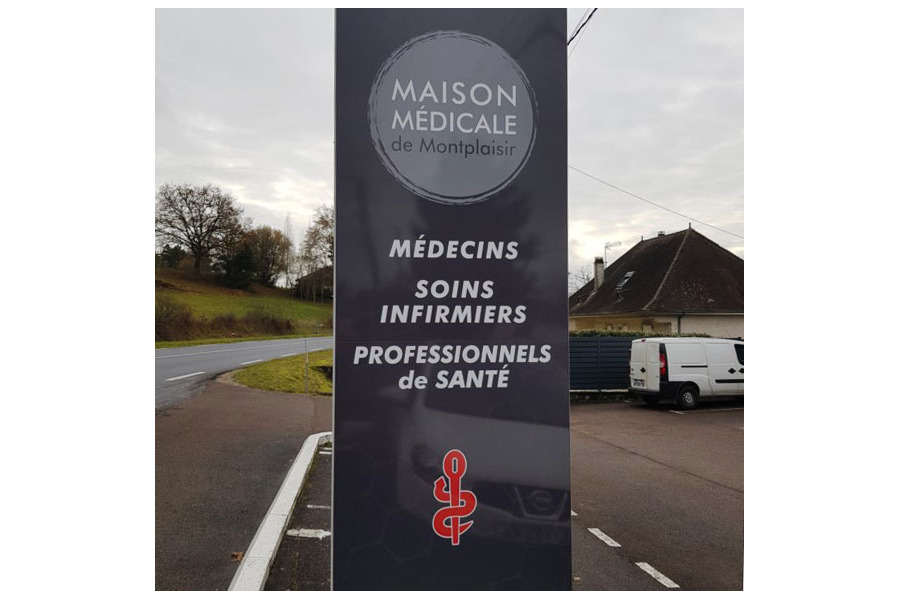 MAISON
MÉDICALE
de Montplaisir
MÉDECINS
SOINS
INFIRMIERS
PROFESSIONNELS
de SANTÉ